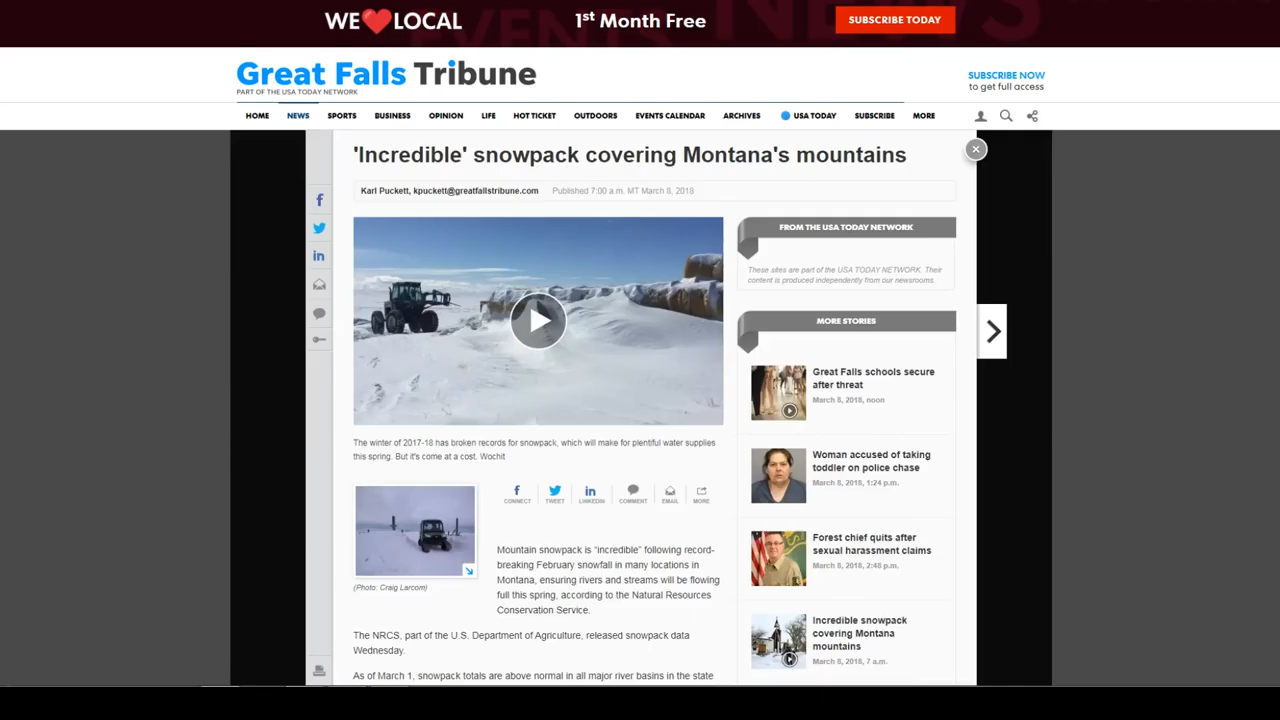 WE LOCAL
1st Month Free
SUBSCRIBE TODAY
Great Falls Tribune
PART OF THE USA TODAY NETWORK
SUBSCRIBE NOW
to get full access
HOME NEWS SPORTS BUSINESS OPINION LIFE HOT TICKET OUTDOORS EVENTS CALENDAR ARCHIVES USA TODAY SUBSCRIBE MORE
'Incredible' snowpack covering Montana's mountains
Karl Puckett, kpuckett@greatfallstribune.com Published 7:00 a.m. MT March 8, 2018
The winter of 2017-18 has broken records for snowpack, which will make for plentiful water supplies
this spring. But it's come at a cost. Wochit
CONNECT TWEET LINKEDIN COMMENT EMAIL MORE
(Photo: Craig Larcom)
Mountain snowpack is "incredible" following record-
breaking February snowfall in many locations in
Montana, ensuring rivers and streams will be flowing
full this spring, according to the Natural Resources
Conservation Service.
The NRCS, part of the U.S. Department of Agriculture, released snowpack data
Wednesday.
As of March 1, snowpack totals are above normal in all major river basins in the state
FROM THE USA TODAY NETWORK
These sites are part of the USA TODAY NETWORK. Their
content is produced independently from our newsrooms.
MORE STORIES
Great Falls schools secure
after threat
March 8, 2018, noon
Woman accused of taking
toddler on police chase
March 8, 2018, 1:24 p.m.
Forest chief quits after
sexual harassment claims
March 8, 2018, 2:48 p.m.
Incredible snowpack
covering Montana
mountains
March 8, 2018, 7 a.m.